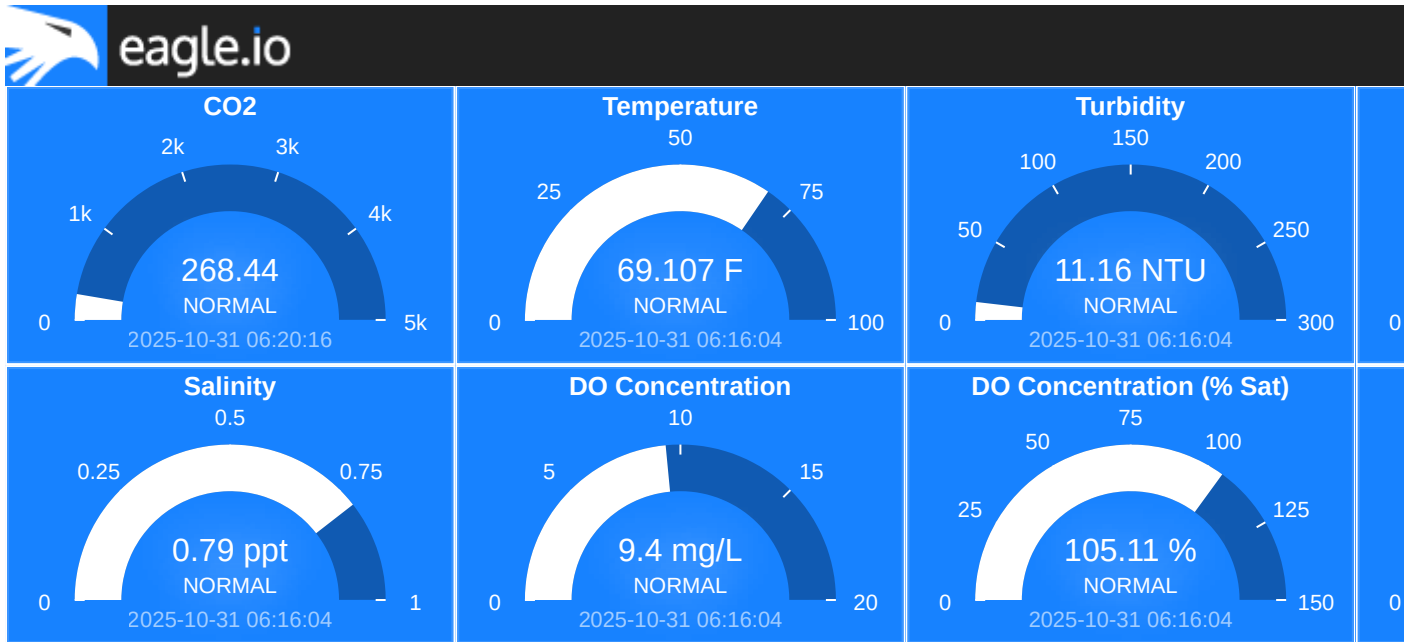 eagle.io
CO2
2k 3k
1k 4k
268.44
NORMAL
0 5k
2025-10-31 06:20:16
Temperature
50
25 75
69.107 F
NORMAL
0 100
2025-10-31 06:16:04
Turbidity
150
100 200
50 250
11.16 NTU
NORMAL
0 300
2025-10-31 06:16:04
0
Salinity
0.5
0.25 0.75
0.79 ppt
NORMAL
0 1
2025-10-31 06:16:04
DO Concentration
10
5 15
9.4 mg/L
NORMAL
0 20
2025-10-31 06:16:04
DO Concentration (% Sat)
75
50 100
25 125
105.11 %
NORMAL
0 150
2025-10-31 06:16:04
0